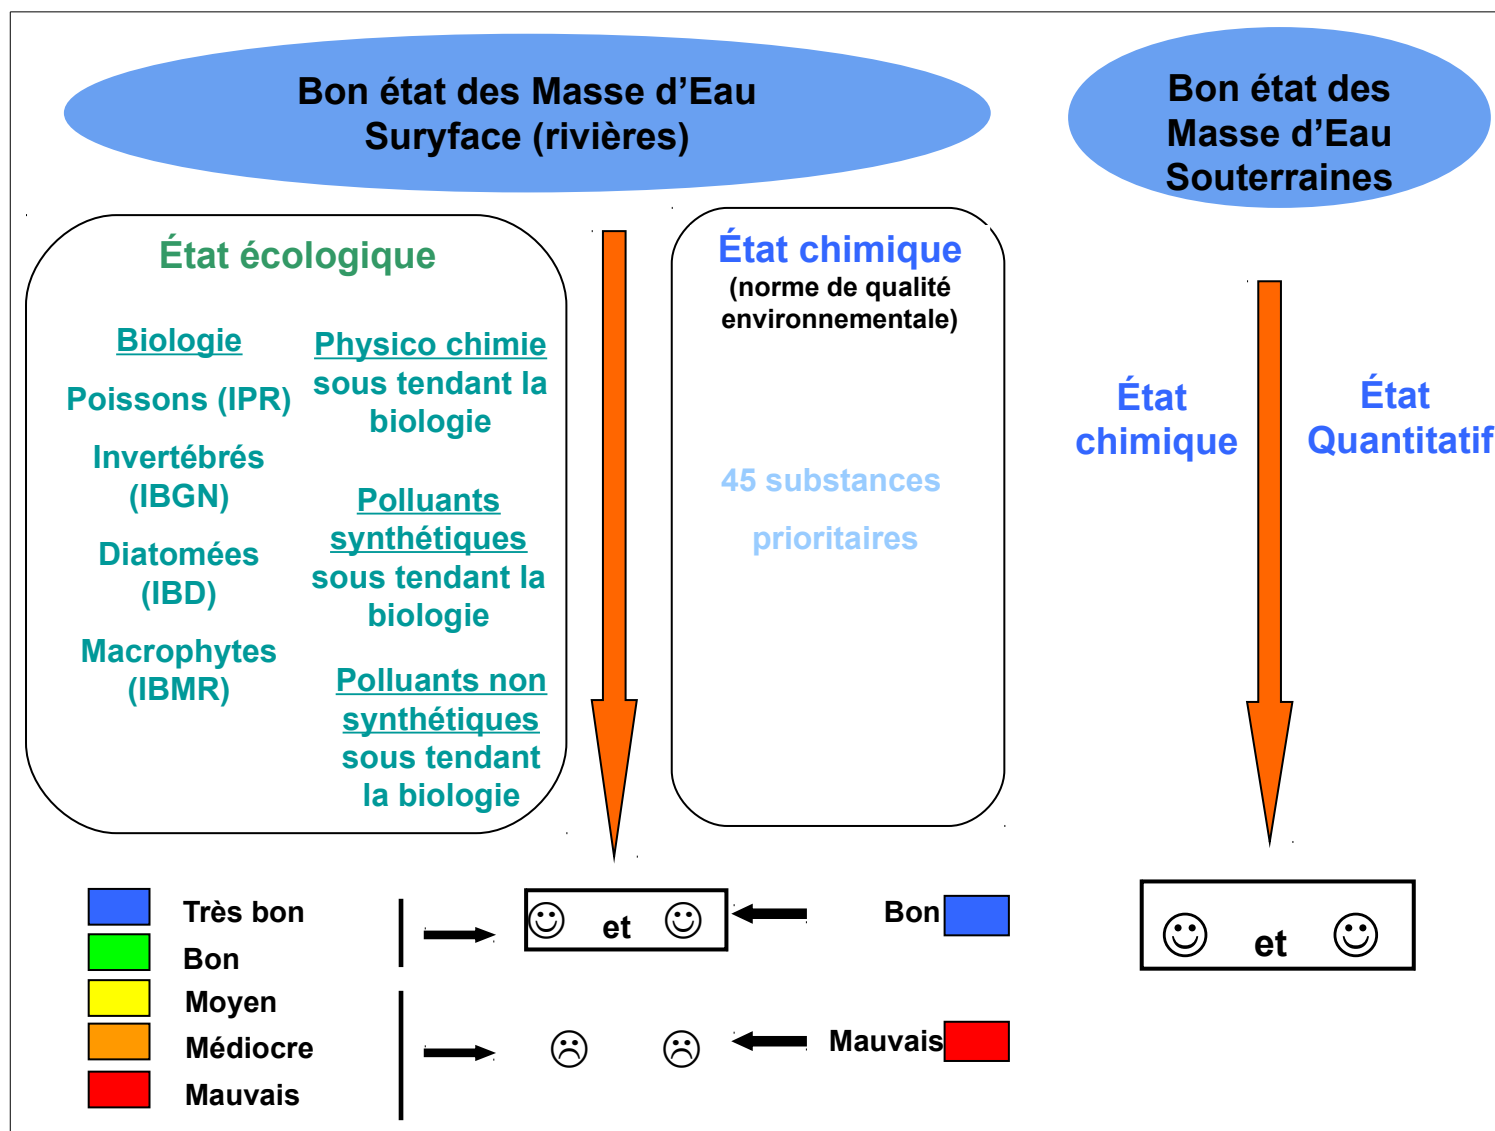 Bon état des Masse d'Eau
Suryface (rivières)
Bon état des
Masse d'Eau
Souterraines
État écologique
Biologie
Poissons (IPR)
Invertébrés
(IBGN)
Diatomées
(IBD)
Macrophytes
(IBMR)
Physico chimie
sous tendant la
biologie
Polluants
synthétiques
sous tendant la
biologie
Polluants non
synthétiques
sous tendant
la biologie
État chimique
(norme de qualité
environnementale)
45 substances
prioritaires
État
chimique
État
Quantitatif
Très bon
Bon
Moyen
Médiocre
Mauvais
et
Bon
Mauvais
et